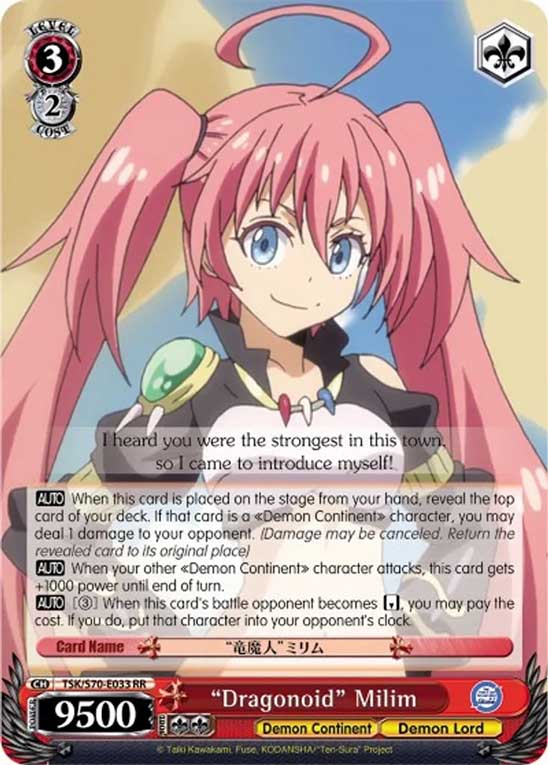 LEVEL
3
2
COST
I heard you were the strongest in this town,
so I came to introduce myself!
AUTO When this card is placed on the stage from your hand, reveal the top
card of your deck. If that card is a «Demon Continent» character, you may
deal 1 damage to your opponent. (Damage may be canceled. Return the
revealed card to its original place)
AUTO When your other «Demon Continent» character attacks, this card gets
+1000 power until end of turn.
AUTO [③] When this card's battle opponent becomes , you may pay the
cost. If you do, put that character into your opponent's clock.
Card Name
“竜魔人”ミリム
CH TSK/S70-E033 RR
“Dragonoid” Milim
POWER
9500
SOUL
Demon Continent
Demon Lord
© Taiki Kawakami, Fuse, KODANSHA/“Ten-Sura” Project